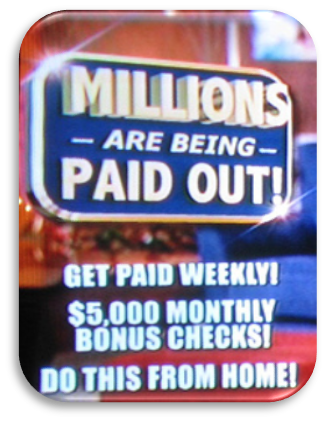 MILLIONS
– ARE BEING –
PAID OUT!
GET PAID WEEKLY!
$5,000 MONTHLY
BONUS CHECKS!
DO THIS FROM HOME!